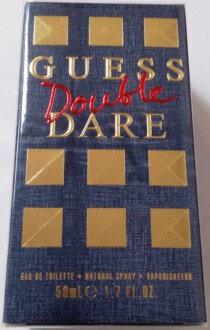 GUESS
Double
DARE
EAU DE TOILETTE • NATURAL SPRAY • VAPORISATEUR
50mL ℮ 1.7 FL.OZ.